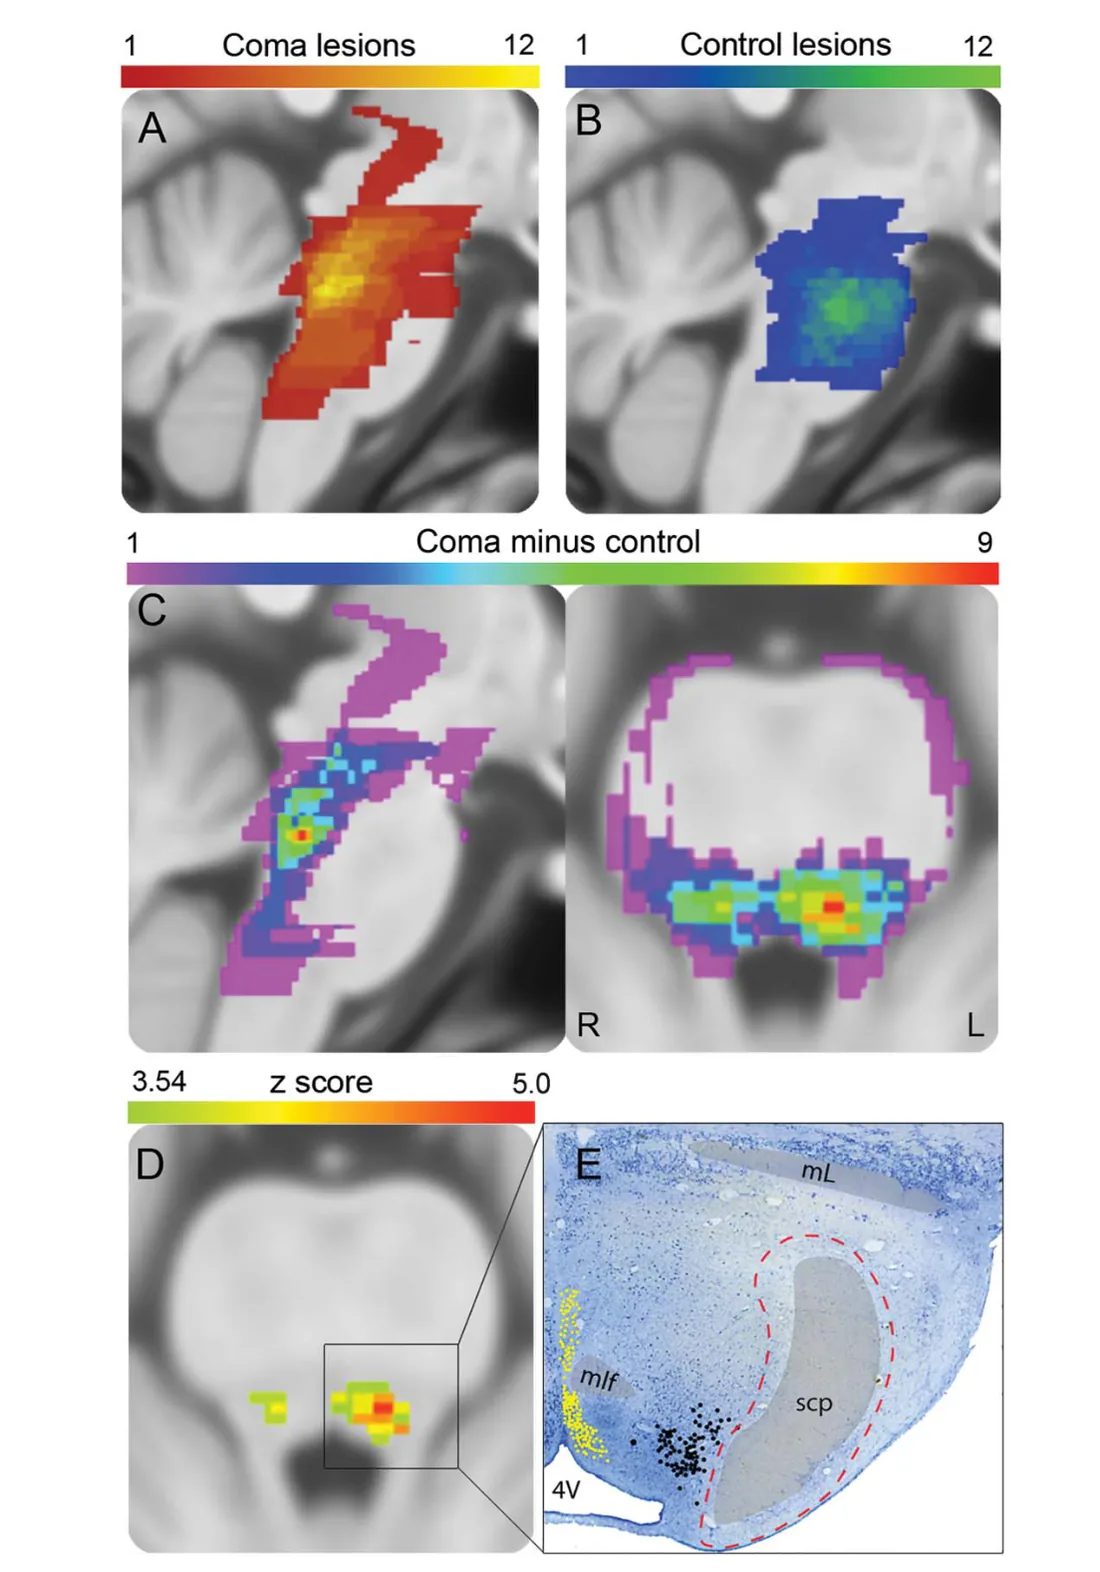 1 Coma lesions 12
1 Control lesions 12
A
B
1 Coma minus control 9
C
R L
3.54 z score 5.0
D
E
mL
mlf
scp
4V